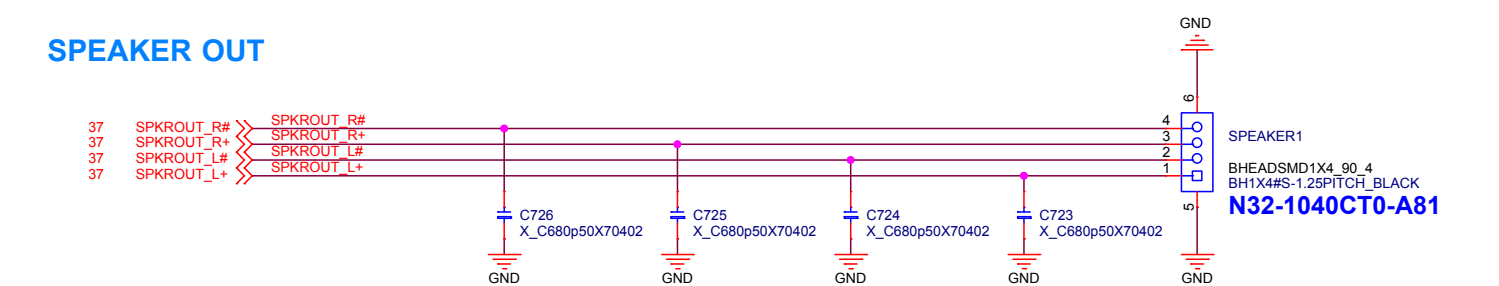 GND
SPEAKER OUT
6
37 SPKROUT_R# SPKROUT_R# 4
37 SPKROUT_R+ SPKROUT_R+ 3 SPEAKER1
37 SPKROUT_L# SPKROUT_L# 2
37 SPKROUT_L+ SPKROUT_L+ 1 BHEADSMD1X4_90_4
BH1X4#S-1.25PITCH_BLACK
5 N32-1040CT0-A81
C726 C725 C724 C723
X_C680p50X70402 X_C680p50X70402 X_C680p50X70402 X_C680p50X70402
GND GND GND GND GND